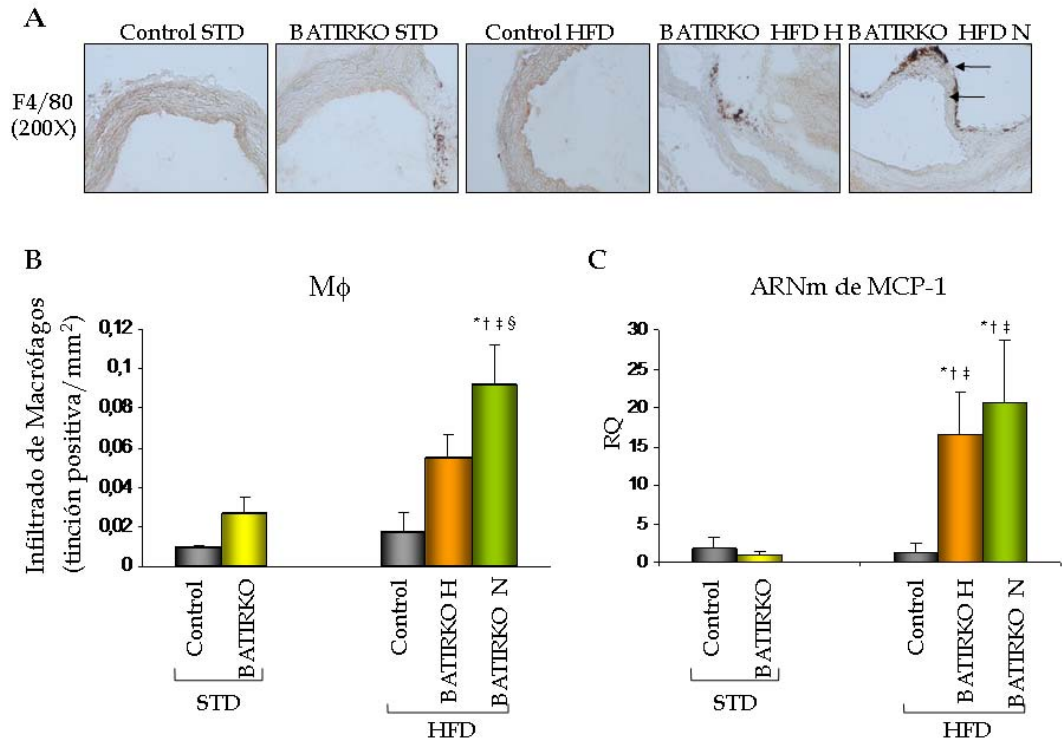 A
Control STD
BATIRKO STD
Control HFD
BATIRKO HFD H
BATIRKO HFD N
F4/80
(200X)
B
Mϕ
Infiltrado de Macrófagos
(tinción positiva/mm²)
0,12
0,1
0,08
0,06
0,04
0,02
0
*† ‡ §
Control
BATIRKO
STD
Control
BATIRKO H
BATIRKO N
HFD
C
ARNm de MCP-1
RQ
30
25
20
15
10
5
0
*† ‡
*† ‡
Control
BATIRKO
STD
Control
BATIRKO H
BATIRKO N
HFD